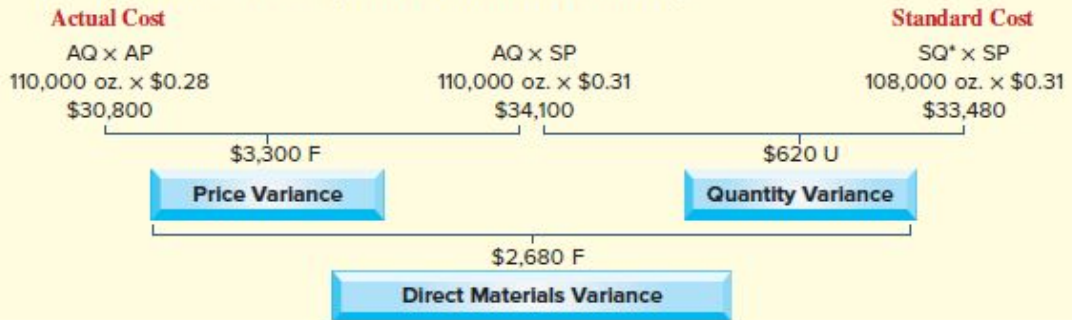 Actual Cost Standard Cost
AQ x AP AQ x SP SQ* x SP
110,000 oz. x $0.28 110,000 oz. x $0.31 108,000 oz. x $0.31
$30,800 $34,100 $33,480
$3,300 F $620 U
Price Variance Quantity Variance
$2,680 F
Direct Materials Variance